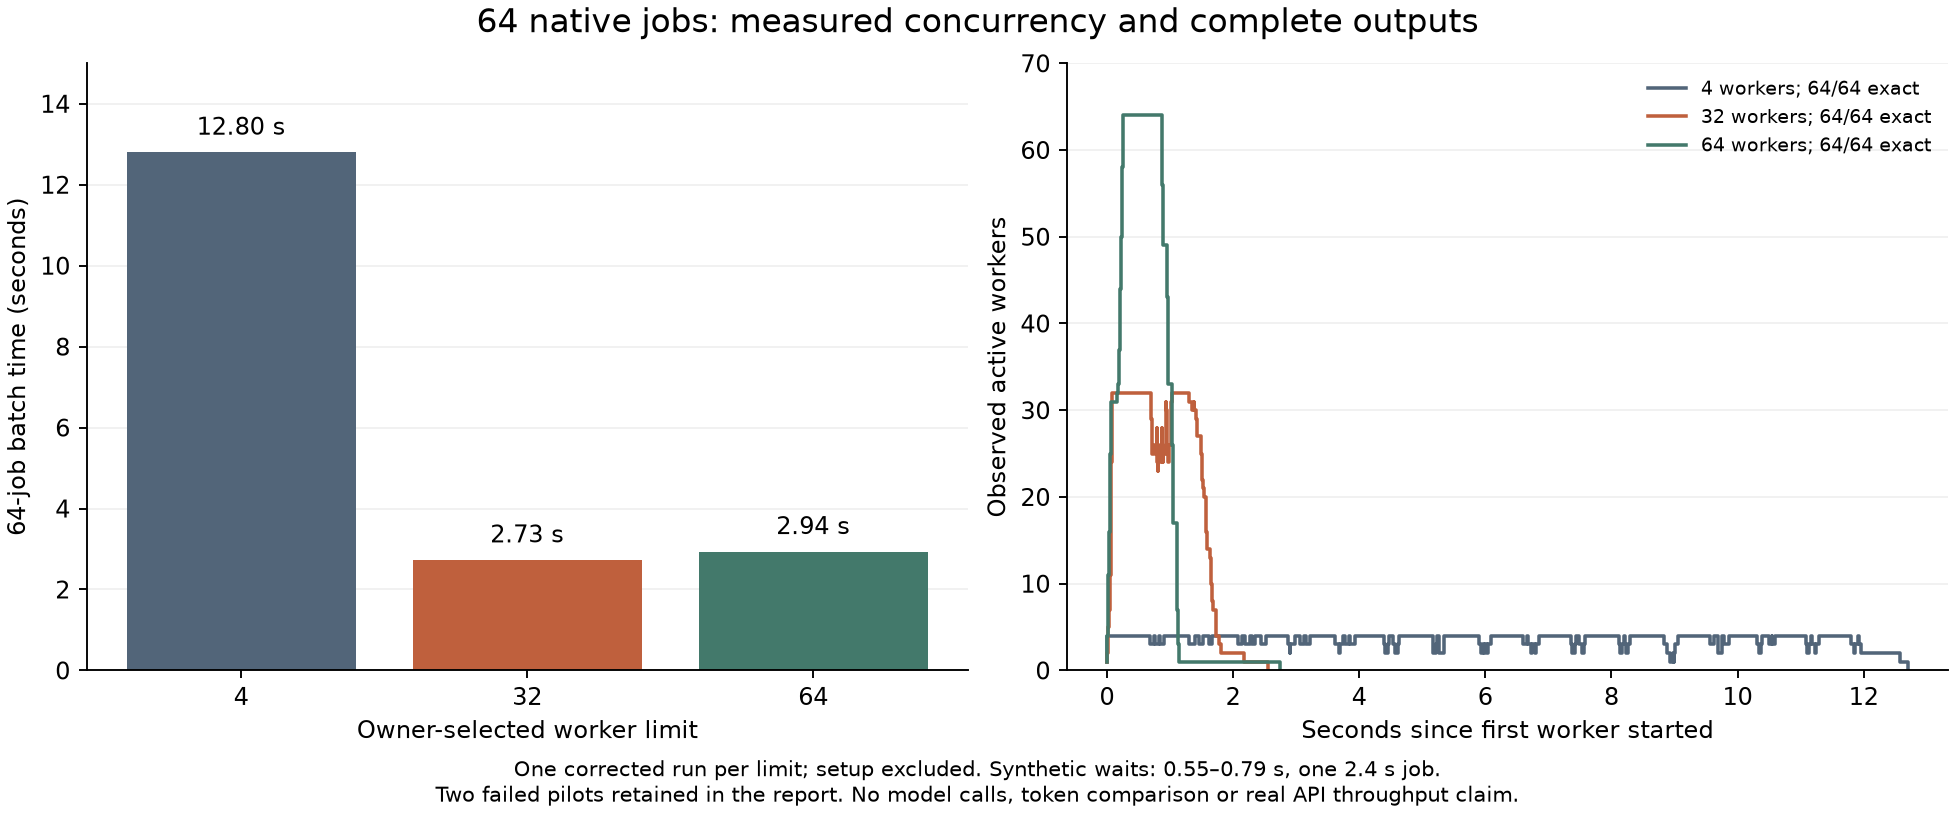 64 native jobs: measured concurrency and complete outputs
64-job batch time (seconds)
14
12
10
8
6
4
2
0
12.80 s
2.73 s
2.94 s
4
32
64
Owner-selected worker limit
Observed active workers
70
60
50
40
30
20
10
0
4 workers; 64/64 exact
32 workers; 64/64 exact
64 workers; 64/64 exact
0
2
4
6
8
10
12
Seconds since first worker started
One corrected run per limit; setup excluded. Synthetic waits: 0.55–0.79 s, one 2.4 s job.
Two failed pilots retained in the report. No model calls, token comparison or real API throughput claim.